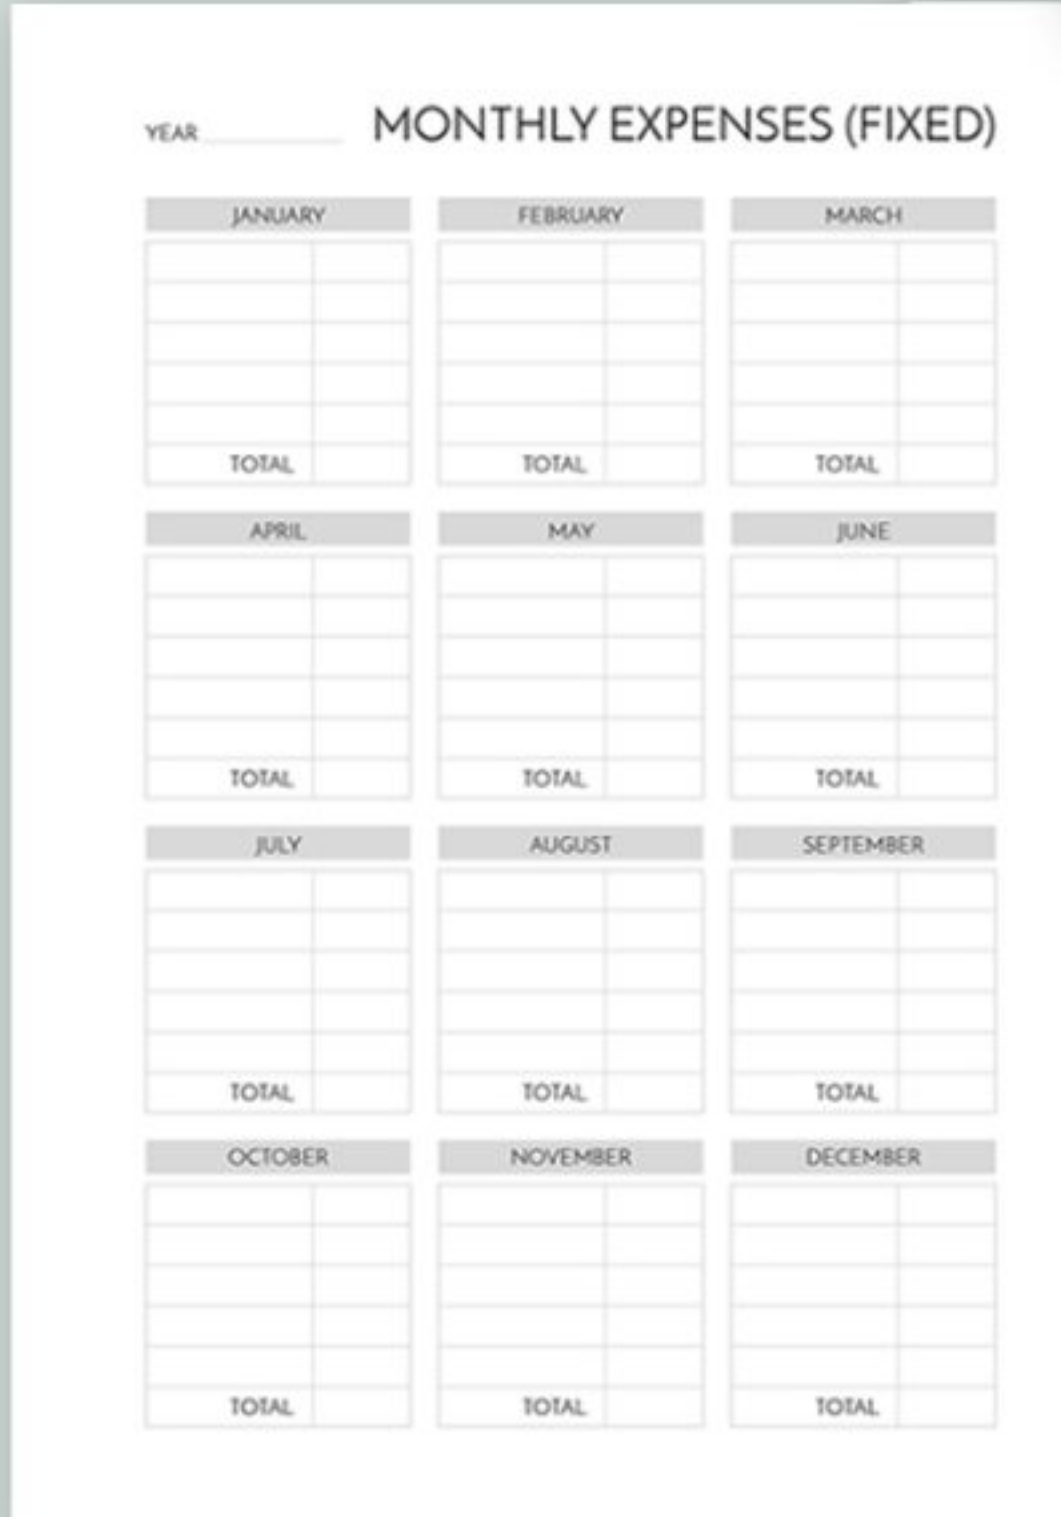 YEAR MONTHLY EXPENSES (FIXED)
JANUARY FEBRUARY MARCH
TOTAL TOTAL TOTAL
APRIL MAY JUNE
TOTAL TOTAL TOTAL
JULY AUGUST SEPTEMBER
TOTAL TOTAL TOTAL
OCTOBER NOVEMBER DECEMBER
TOTAL TOTAL TOTAL